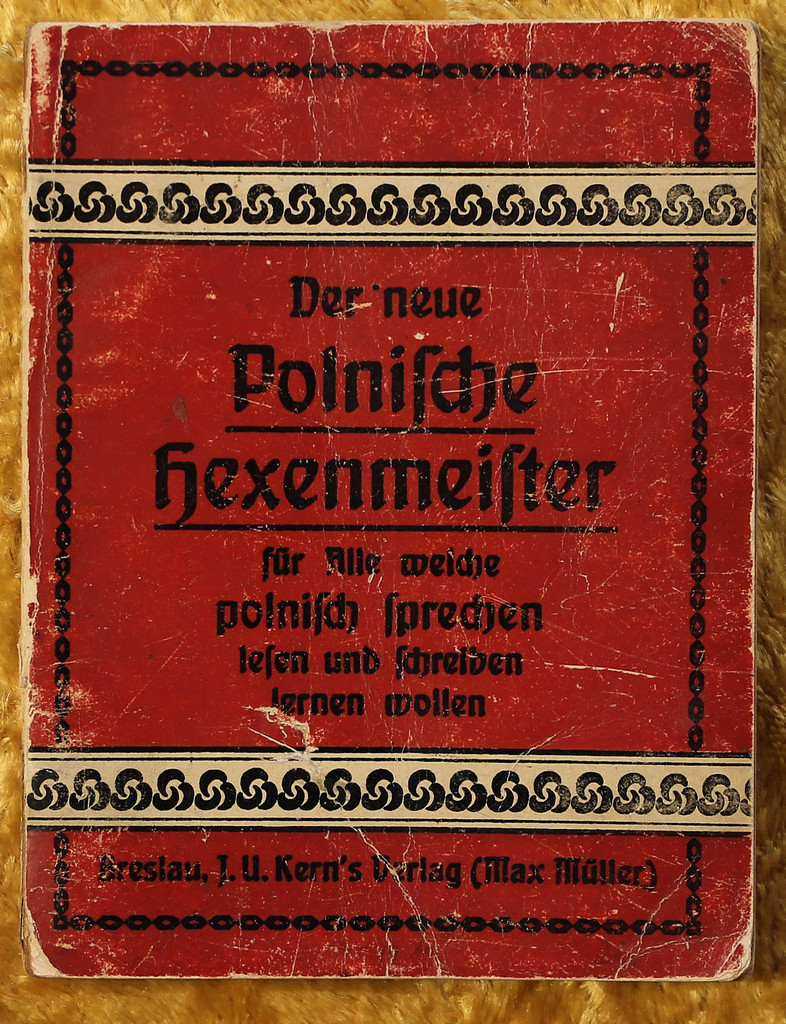 Der neue
Polniſche
Hexenmeiſter
für Alle welche
polniſch ſprechen
leſen und ſchreiben
lernen wollen
Breslau, J. U. Kern's Verlag (Max Müller)